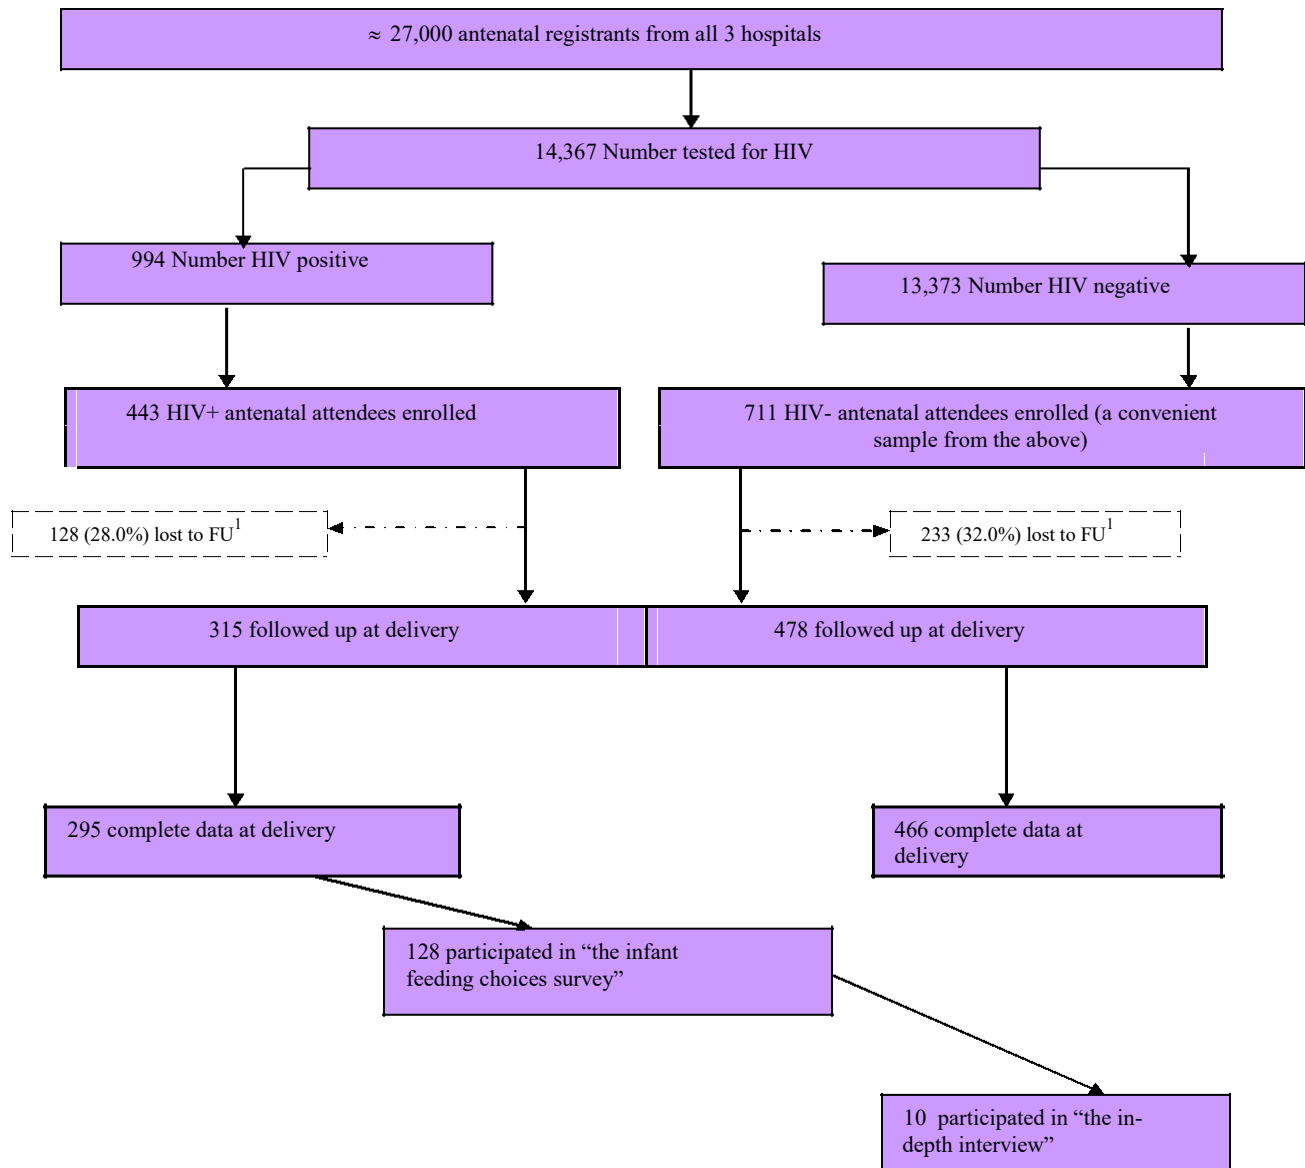 ≈ 27,000 antenatal registrants from all 3 hospitals
14,367 Number tested for HIV
994 Number HIV positive
13,373 Number HIV negative
443 HIV+ antenatal attendees enrolled
711 HIV- antenatal attendees enrolled (a convenient
sample from the above)
128 (28.0%) lost to FU¹
233 (32.0%) lost to FU¹
315 followed up at delivery
478 followed up at delivery
295 complete data at delivery
466 complete data at
delivery
128 participated in “the infant
feeding choices survey”
10 participated in “the in-
depth interview”